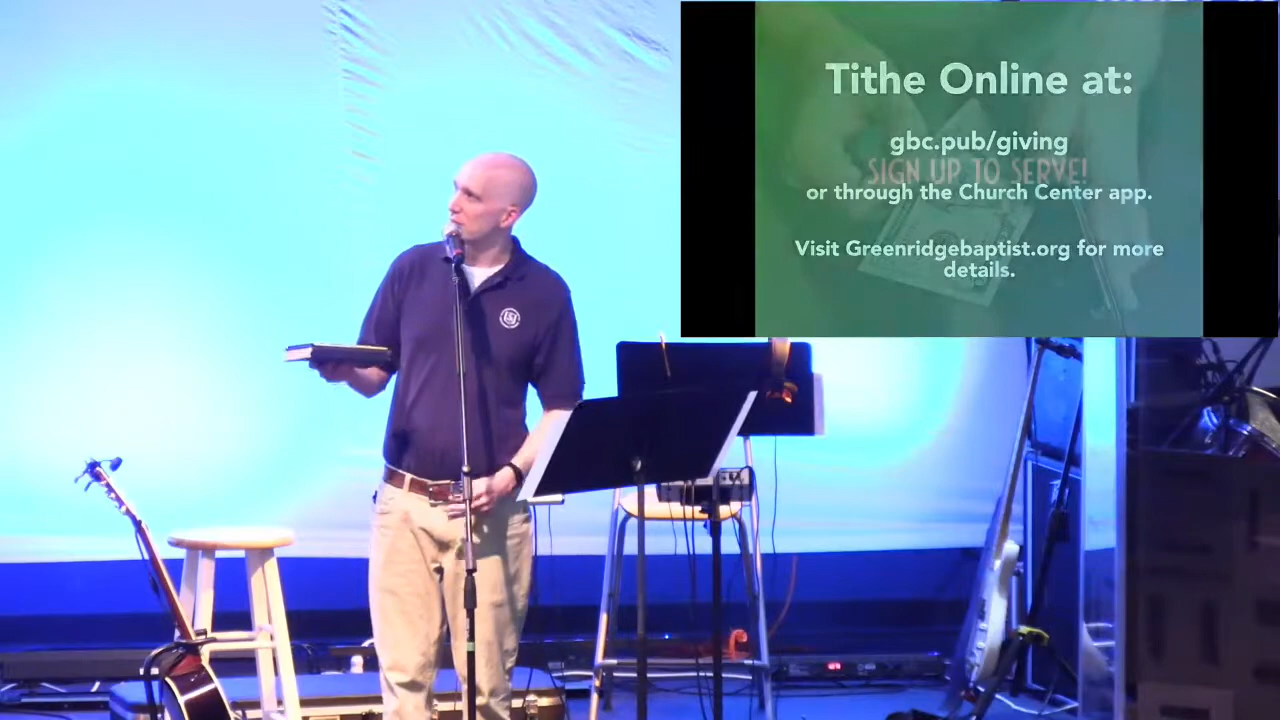 Tithe Online at:
gbc.pub/giving
SIGN UP TO SERVE!
or through the Church Center app.
Visit Greenridgebaptist.org for more
details.